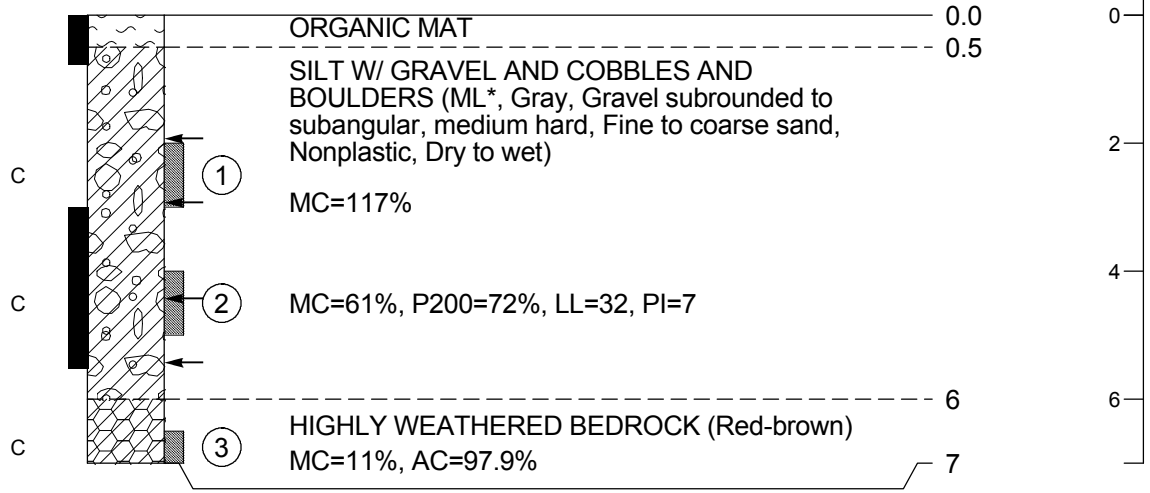 0.0
0
ORGANIC MAT
0.5
SILT W/ GRAVEL AND COBBLES AND
BOULDERS (ML*, Gray, Gravel subrounded to
subangular, medium hard, Fine to coarse sand,
Nonplastic, Dry to wet)
2
C
1
MC=117%
4
C
2
MC=61%, P200=72%, LL=32, PI=7
6
6
HIGHLY WEATHERED BEDROCK (Red-brown)
C
3
MC=11%, AC=97.9%
7